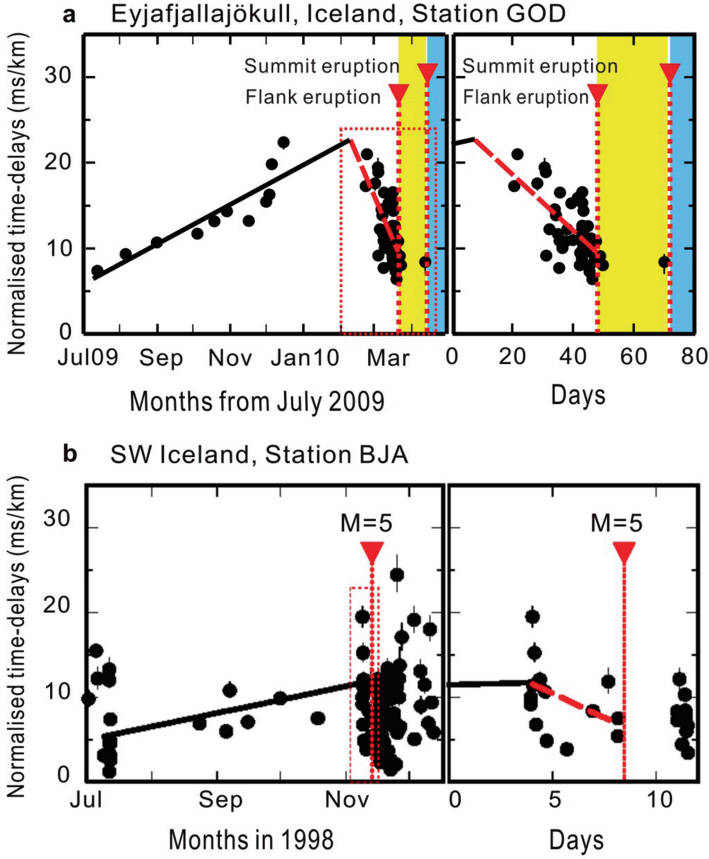 a Eyjafjallajökull, Iceland, Station GOD
Normalised time-delays (ms/km)
30
20
10
0
Summit eruption
Flank eruption
Summit eruption
Flank eruption
Jul09 Sep Nov Jan10 Mar
0 20 40 60 80
Months from July 2009
Days
b SW Iceland, Station BJA
Normalised time-delays (ms/km)
30
20
10
0
M=5
M=5
Jul Sep Nov
0 5 10
Months in 1998
Days